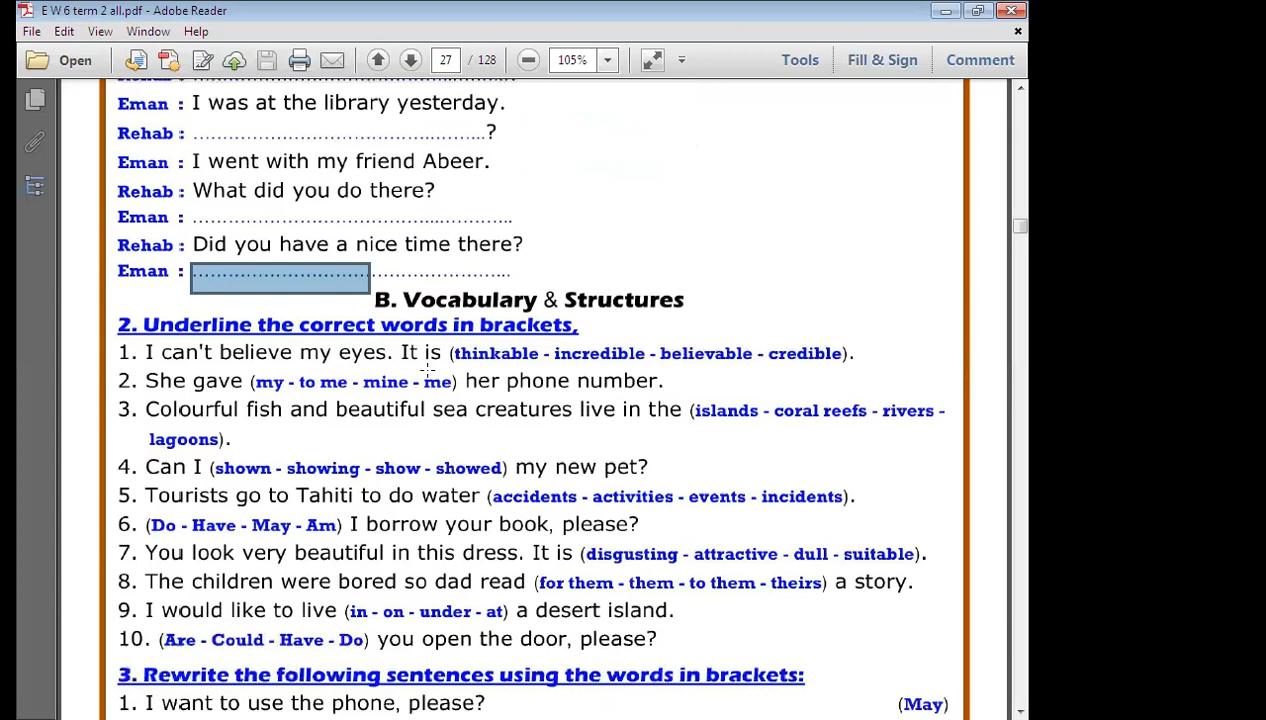 E W 6 term 2 all.pdf - Adobe Reader
File Edit View Window Help
Open 27 / 128 105% Tools Fill & Sign Comment
Eman : I was at the library yesterday.
Rehab : ……………………………………………?
Eman : I went with my friend Abeer.
Rehab : What did you do there?
Eman : ……………………………………………..
Rehab : Did you have a nice time there?
Eman : ……………………………………………...
B. Vocabulary & Structures
2. Underline the correct words in brackets,
1. I can't believe my eyes. It is (thinkable - incredible - believable - credible).
2. She gave (my - to me - mine - me) her phone number.
3. Colourful fish and beautiful sea creatures live in the (islands - coral reefs - rivers -
lagoons).
4. Can I (shown - showing - show - showed) my new pet?
5. Tourists go to Tahiti to do water (accidents - activities - events - incidents).
6. (Do - Have - May - Am) I borrow your book, please?
7. You look very beautiful in this dress. It is (disgusting - attractive - dull - suitable).
8. The children were bored so dad read (for them - them - to them - theirs) a story.
9. I would like to live (in - on - under - at) a desert island.
10. (Are - Could - Have - Do) you open the door, please?
3. Rewrite the following sentences using the words in brackets:
1. I want to use the phone, please? (May)